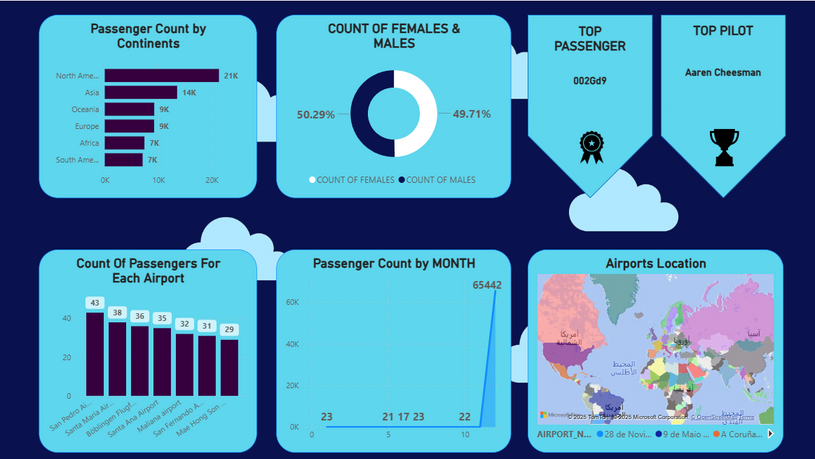 Passenger Count by
Continents
North Ame...
21K
Asia
14K
Oceania
9K
Europe
9K
Africa
7K
South Ame...
7K
0K
10K
20K
COUNT OF FEMALES &
MALES
50.29%
49.71%
COUNT OF FEMALES
COUNT OF MALES
TOP
PASSENGER
002Gd9
TOP PILOT
Aaren Cheesman
Count Of Passengers For
Each Airport
43
38
36
35
32
31
29
40
20
0
San Pedro Ai...
Santa Maria Air...
Böblingen Flugf...
Santa Ana Airport
Maliana airport
San Fernando A...
Mae Hong Son ...
Passenger Count by MONTH
65442
60K
40K
20K
0K
23
21 17 23
22
0
5
10
Airports Location
أمريكا
الشمالية
أوروبا
آسيا
المحيط
الأطلسي
أمريكا
الجنوبية
المحيط
© 2025 TomTom, © 2025 Microsoft Corporation, © OpenStreetMap Terms
AIRPORT_N...
28 de Novi...
9 de Maio ...
A Coruña...